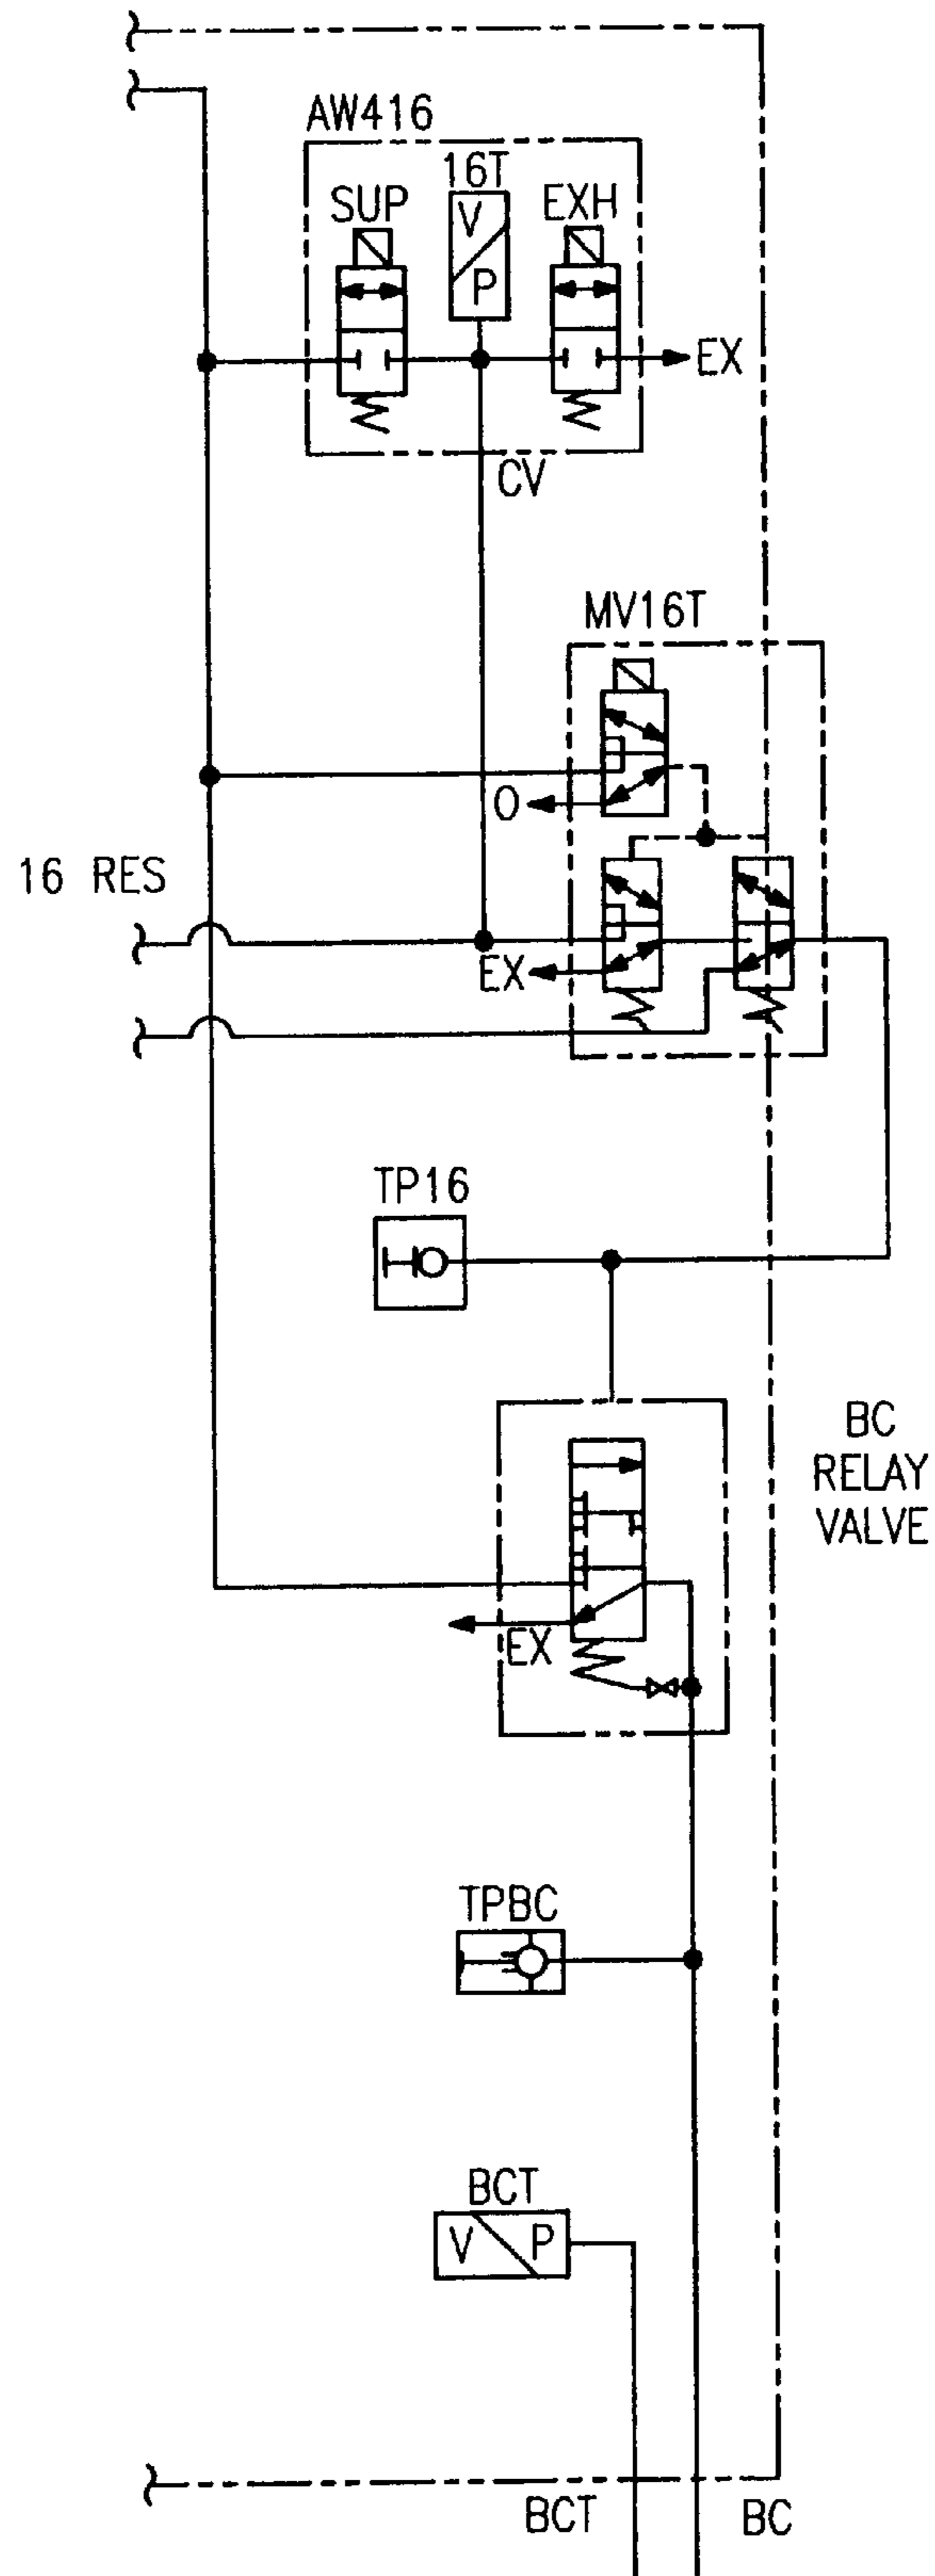 AW416
16T
SUP
EXH
V
P
EX
CV
MV16T
O
16 RES
EX
TP16
BC
RELAY
VALVE
EX
TPBC
BCT
V
P
BCT
BC